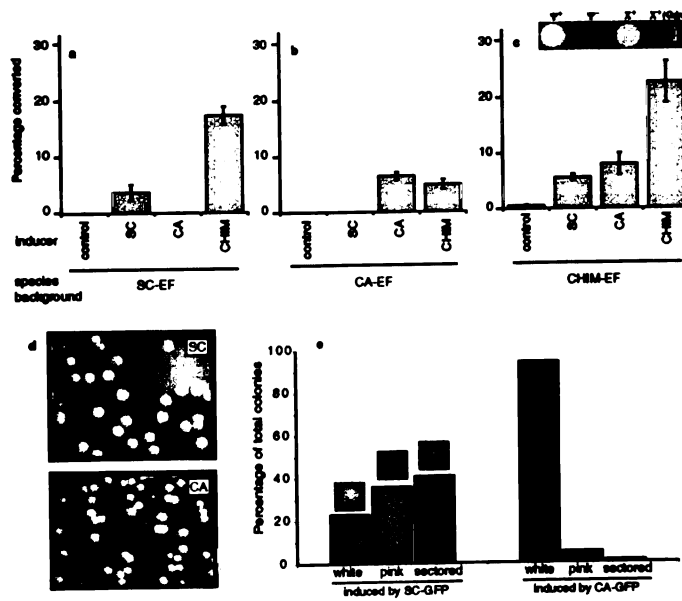 a
b
c
Ψ+ Ψ- X+
Percentage converted
30
20
10
0
30
20
10
0
30
20
10
0
inducer
control SC CA CHIM
control SC CA CHIM
control SC CA CHIM
species background
SC-EF
CA-EF
CHIM-EF
d
SC
CA
e
Percentage of total colonies
100
80
60
40
20
0
white pink sectored
white pink sectored
induced by SC-GFP
induced by CA-GFP